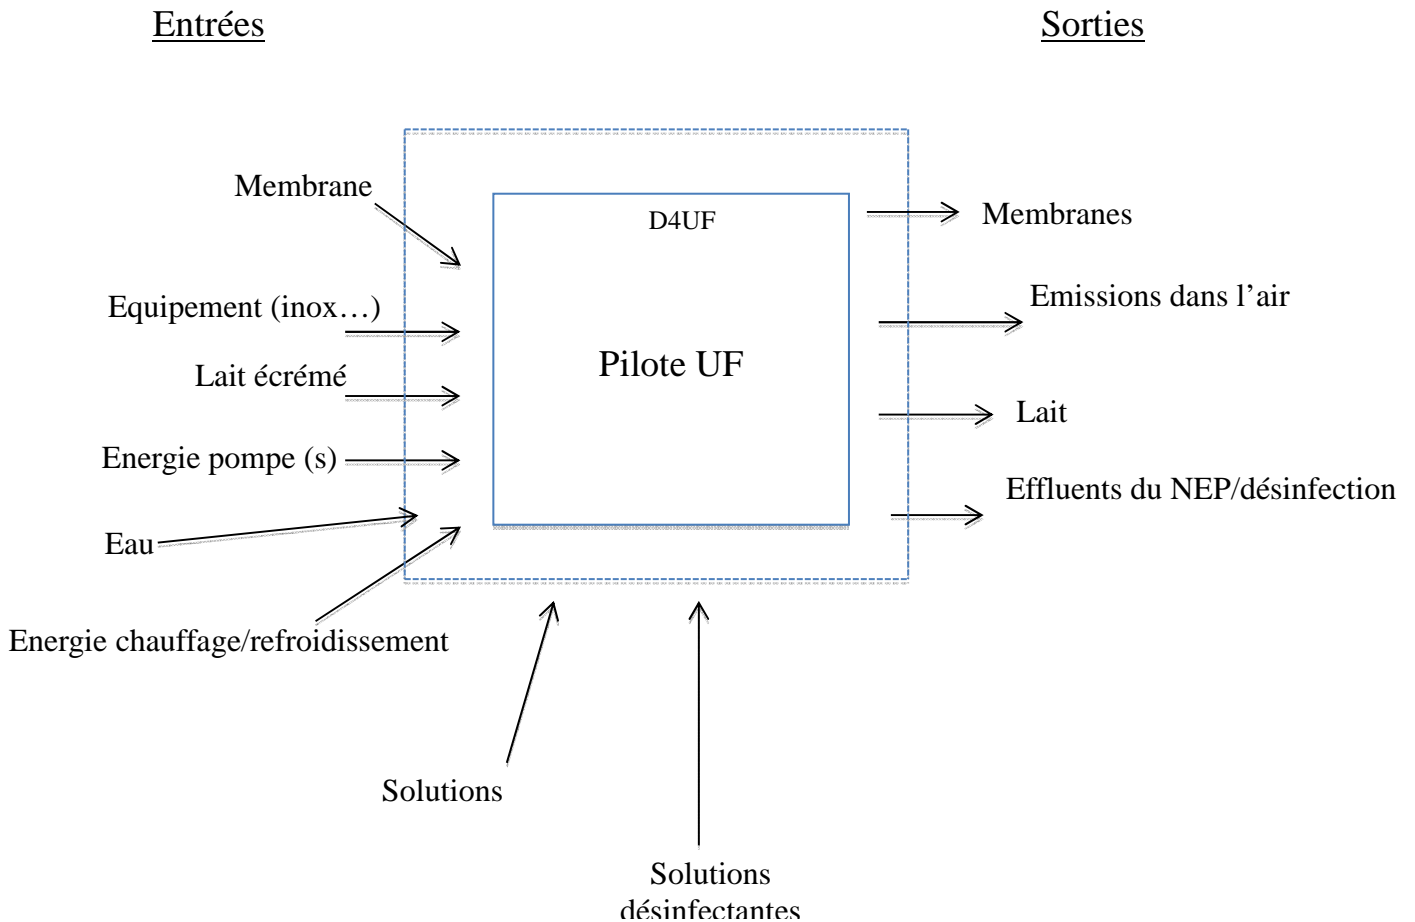 Entrées
Sorties
Membrane
D4UF
Membranes
Equipement (inox…)
Emissions dans l’air
Pilote UF
Lait écrémé
Lait
Energie pompe (s)
Effluents du NEP/désinfection
Eau
Energie chauffage/refroidissement
Solutions
Solutions
désinfectantes